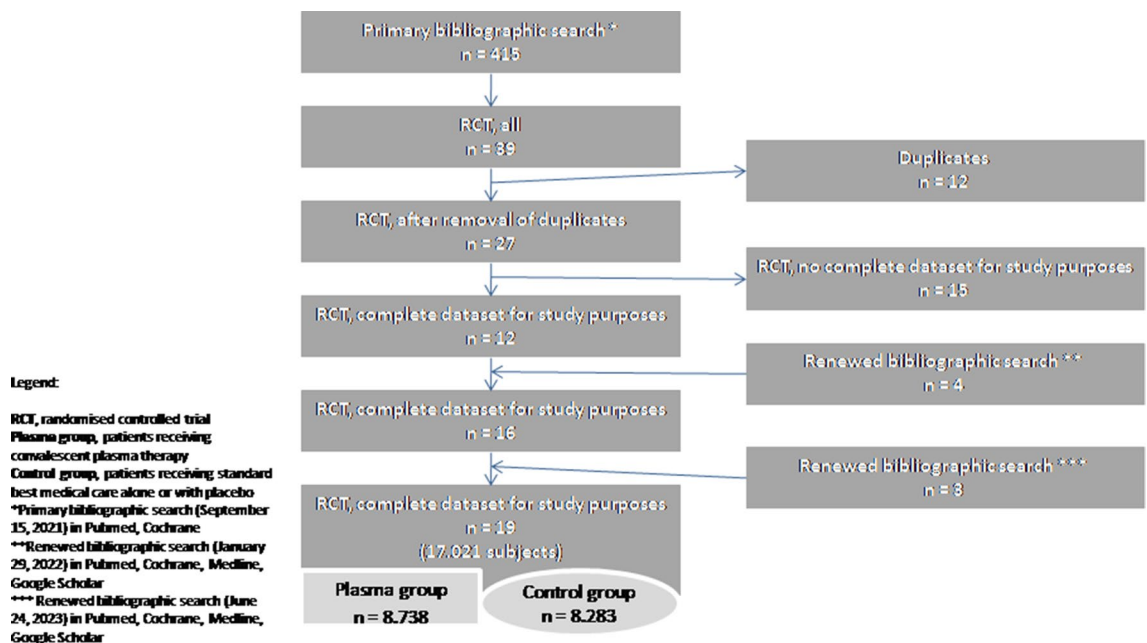 Primary bibliographic search *
n = 415
RCT, all
n = 39
Duplicates
n = 12
RCT, after removal of duplicates
n = 27
RCT, no complete dataset for study purposes
n = 15
RCT, complete dataset for study purposes
n = 12
Renewed bibliographic search **
n = 4
RCT, complete dataset for study purposes
n = 16
Renewed bibliographic search ***
n = 3
RCT, complete dataset for study purposes
n = 19
(17.021 subjects)
Plasma group
n = 8.738
Control group
n = 8.283
Legend:
RCT, randomised controlled trial
Plasma group, patients receiving
convalescent plasma therapy
Control group, patients receiving standard
best medical care alone or with placebo
*Primary bibliographic search (September
15, 2021) in Pubmed, Cochrane
**Renewed bibliographic search (January
29, 2022) in Pubmed, Cochrane, Medline,
Google Scholar
*** Renewed bibliographic search (June
24, 2023) in Pubmed, Cochrane, Medline,
Google Scholar